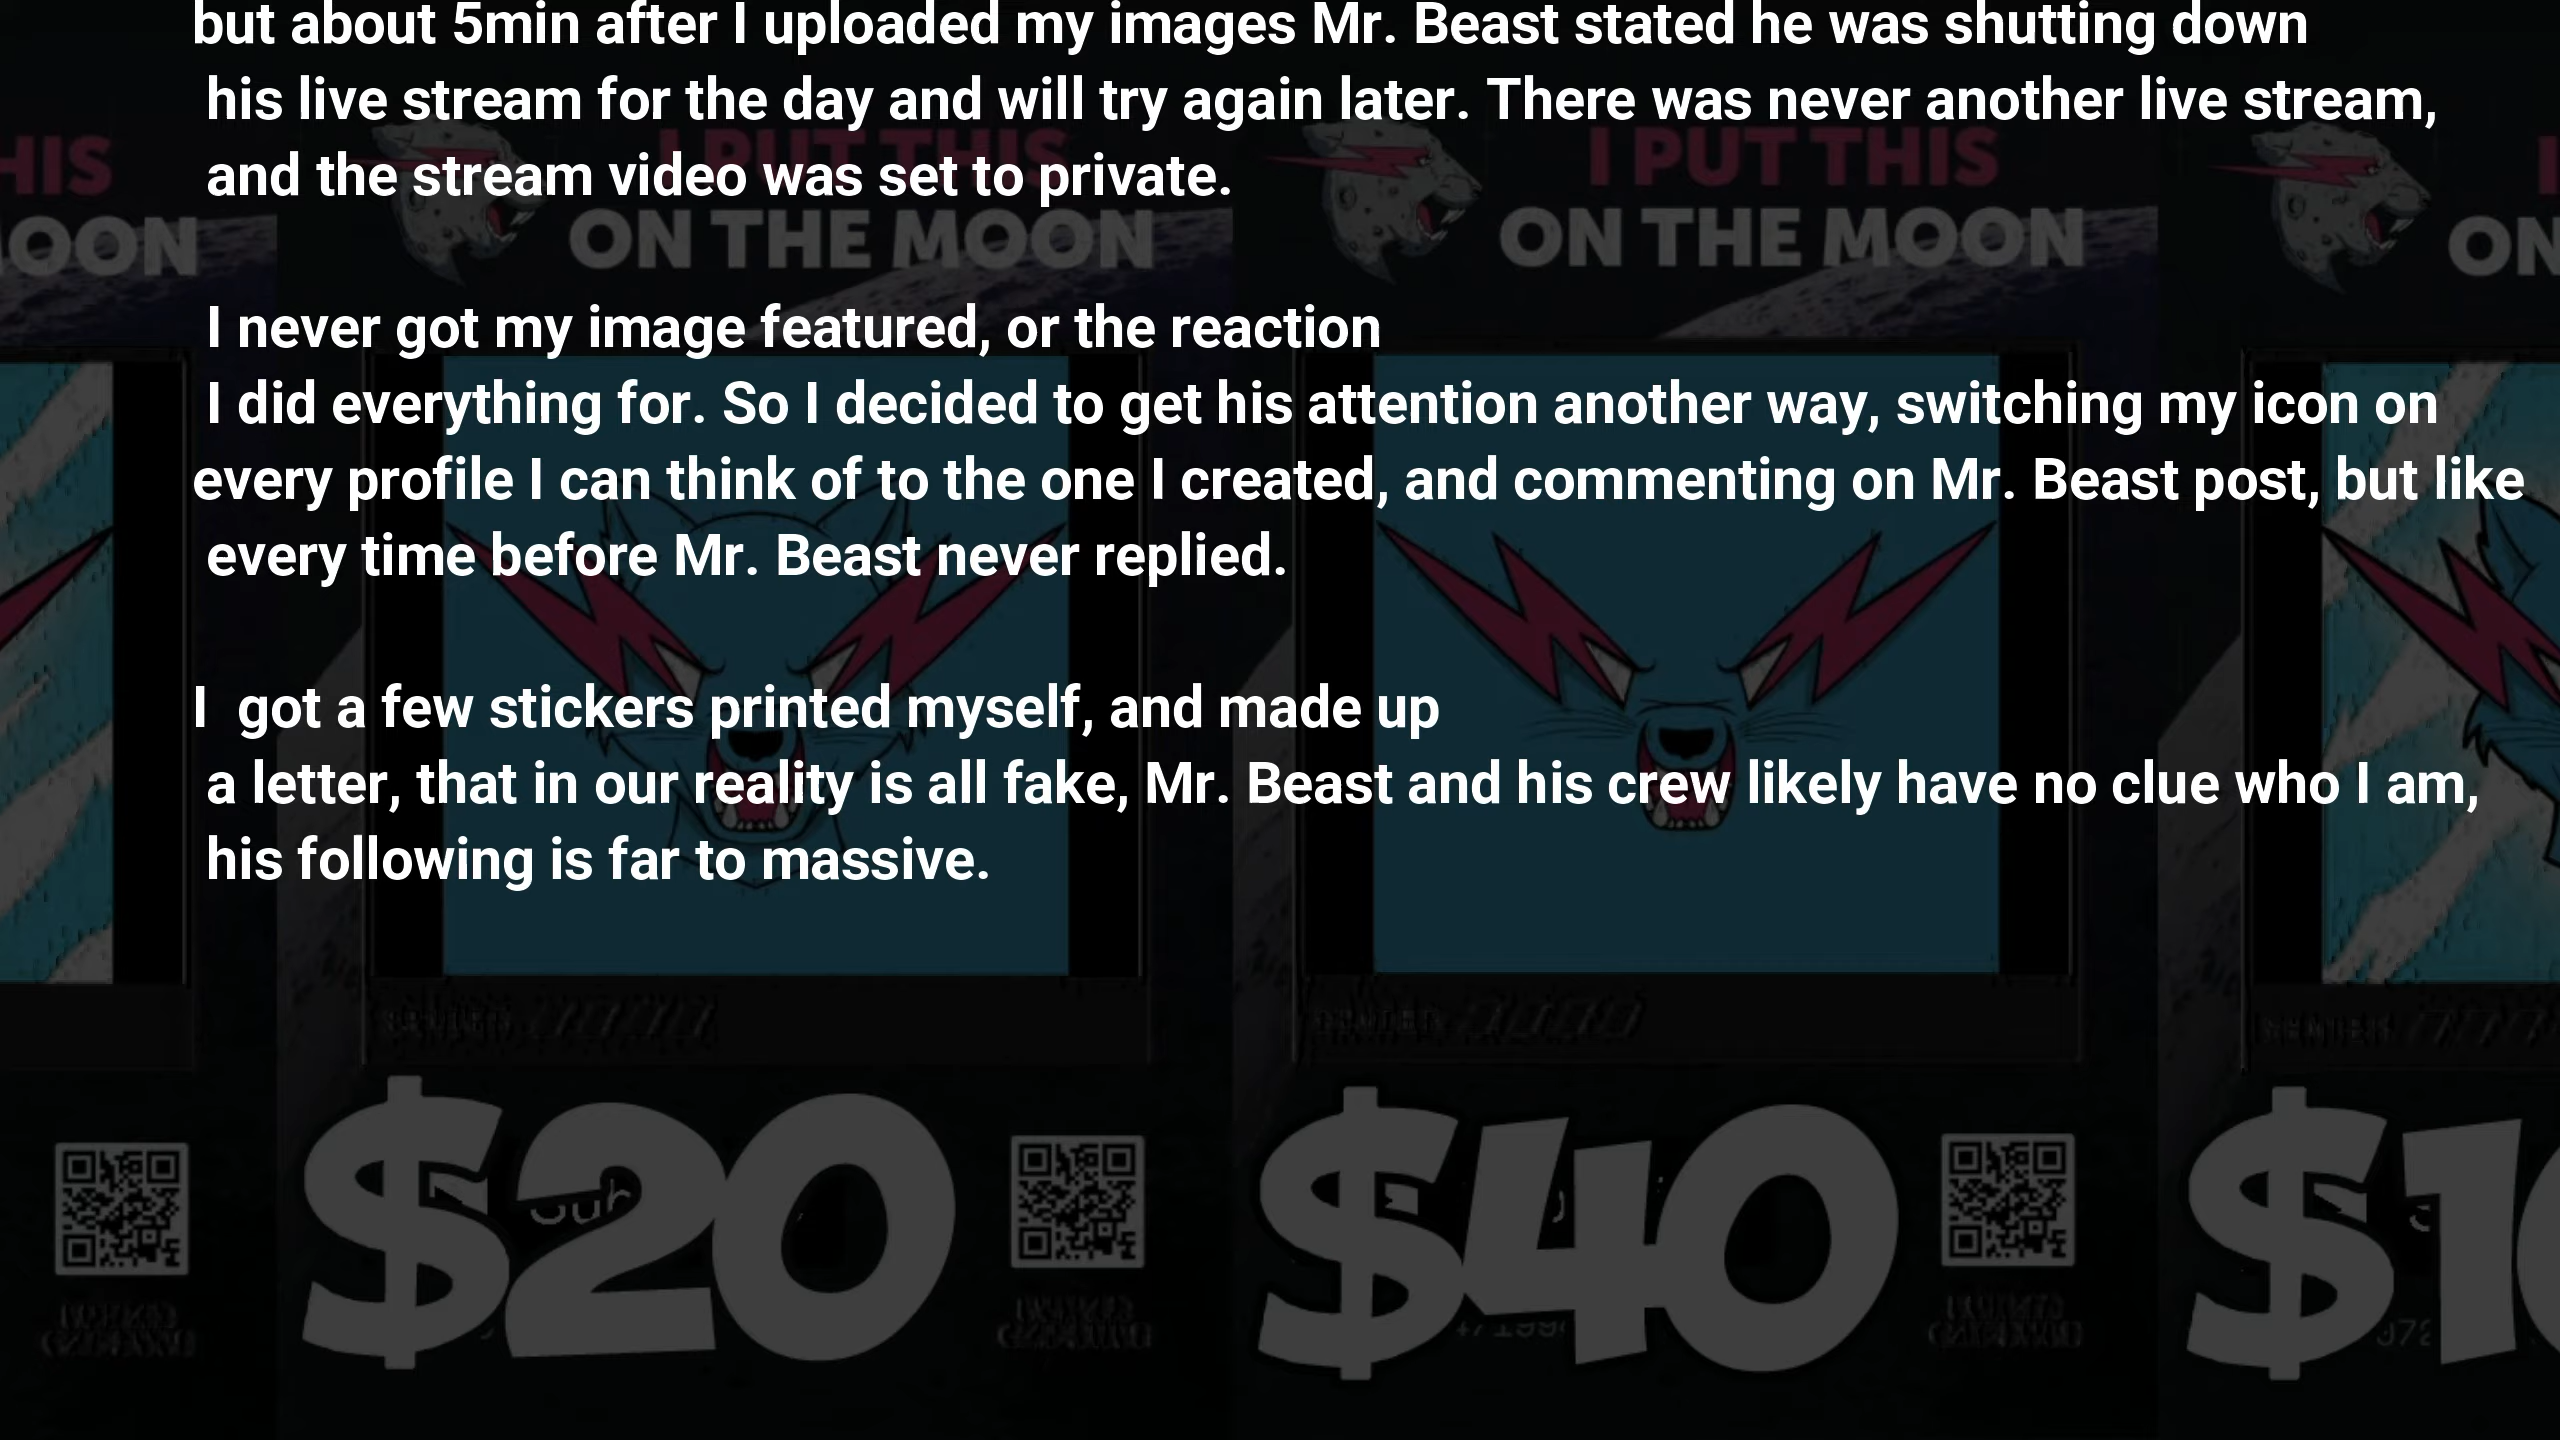 but about 5min after I uploaded my images Mr. Beast stated he was shutting down
his live stream for the day and will try again later. There was never another live stream,
and the stream video was set to private.
HIS
I PUT THIS
I PUT THIS
I
MOON
ON THE MOON
ON THE MOON
ON
I never got my image featured, or the reaction
I did everything for. So I decided to get his attention another way, switching my icon on
every profile I can think of to the one I created, and commenting on Mr. Beast post, but like
every time before Mr. Beast never replied.
I got a few stickers printed myself, and made up
a letter, that in our reality is all fake, Mr. Beast and his crew likely have no clue who I am,
his following is far to massive.
$20
$40
$10